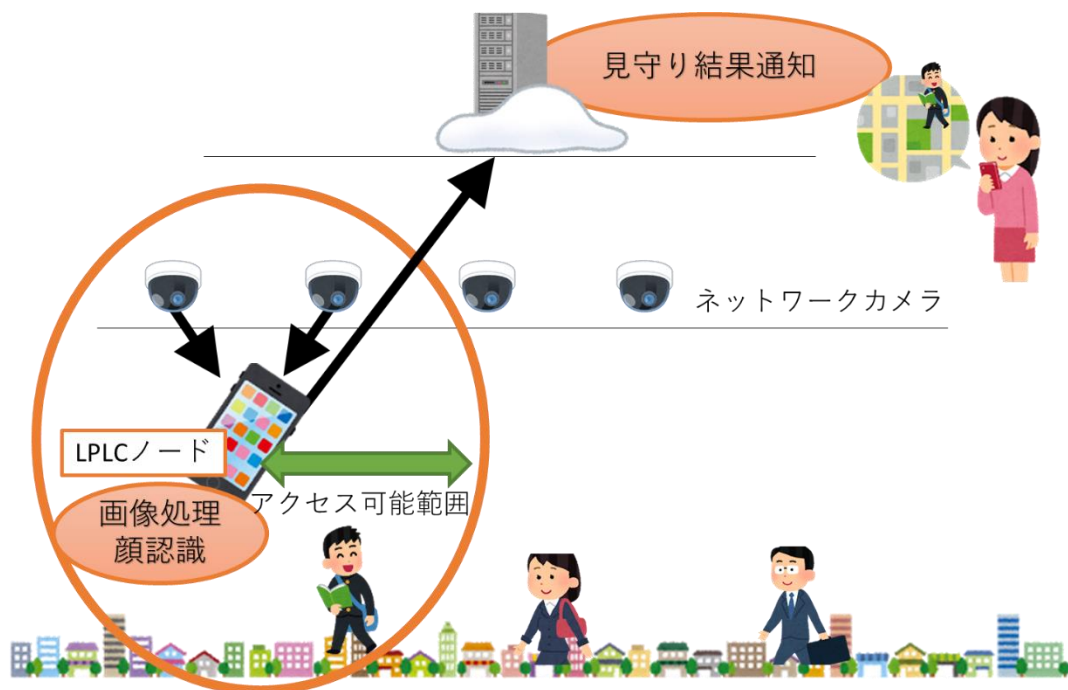 見守り結果通知
ネットワークカメラ
LPLCノード
アクセス可能範囲
画像処理
顔認識